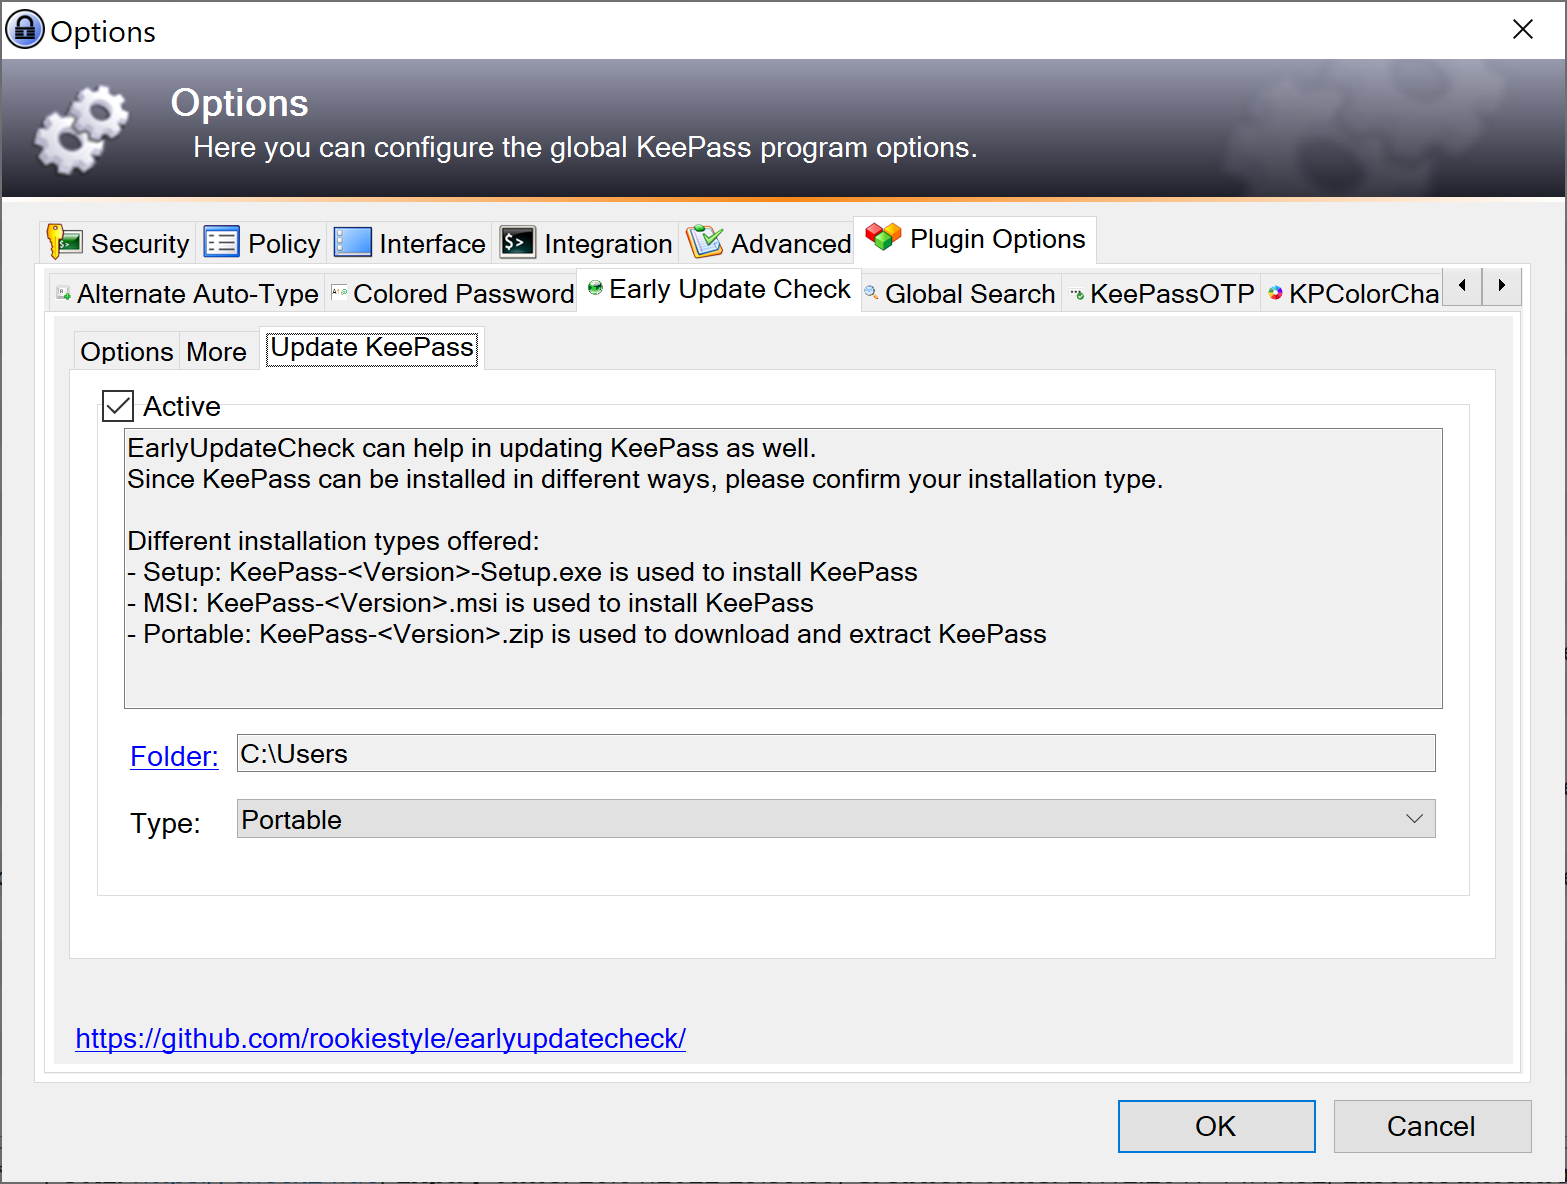 Options
Options
Here you can configure the global KeePass program options.
Security Policy Interface Integration Advanced Plugin Options
Alternate Auto-Type Colored Password Early Update Check Global Search KeePassOTP KPColorCha
Options More Update KeePass
Active
EarlyUpdateCheck can help in updating KeePass as well.
Since KeePass can be installed in different ways, please confirm your installation type.
Different installation types offered:
- Setup: KeePass-<Version>-Setup.exe is used to install KeePass
- MSI: KeePass-<Version>.msi is used to install KeePass
- Portable: KeePass-<Version>.zip is used to download and extract KeePass
Folder: C:\Users
Type: Portable
https://github.com/rookiestyle/earlyupdatecheck/
OK Cancel